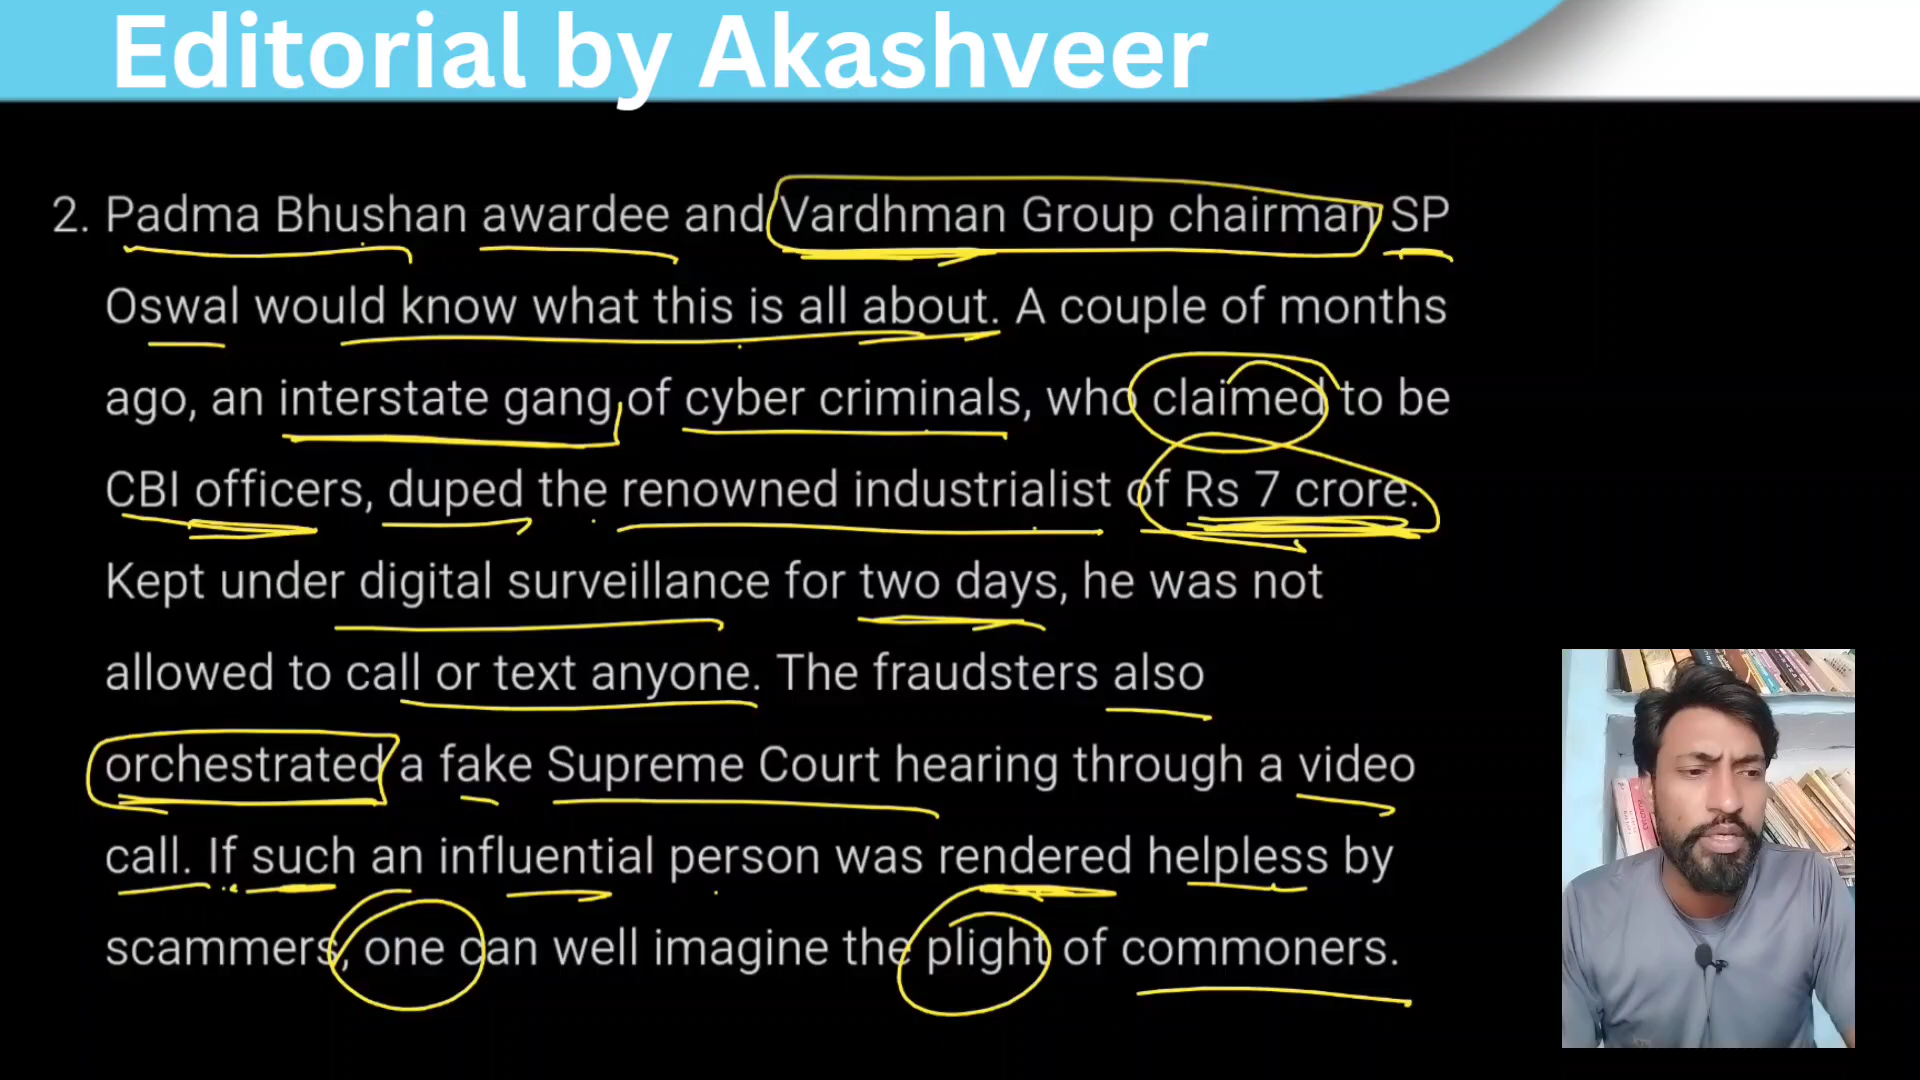 Editorial by Akashveer
2. Padma Bhushan awardee and Vardhman Group chairman SP
Oswal would know what this is all about. A couple of months
ago, an interstate gang of cyber criminals, who claimed to be
CBI officers, duped the renowned industrialist of Rs 7 crore.
Kept under digital surveillance for two days, he was not
allowed to call or text anyone. The fraudsters also
orchestrated a fake Supreme Court hearing through a video
call. If such an influential person was rendered helpless by
scammers, one can well imagine the plight of commoners.